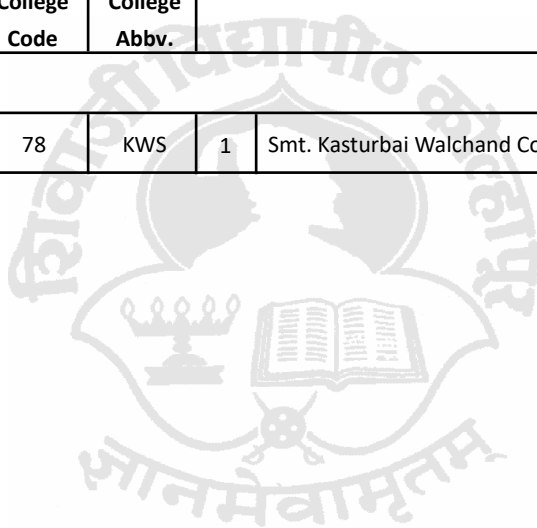 College College
Code Abbv.
78 KWS 1 Smt. Kasturbai Walchand Co
शिवाजी विद्यापीठ कोल्हापूर
ज्ञानमेवामृतम्